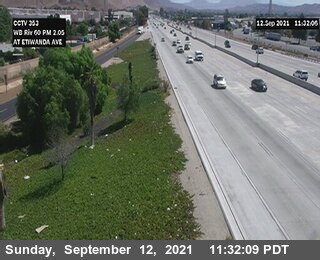 CCTV 353
WB Riv 60 PM 2.05
AT ETIWANDA AVE
12 Sep 2021
11:32:06
Sunday, September 12, 2021 11:32:09 PDT